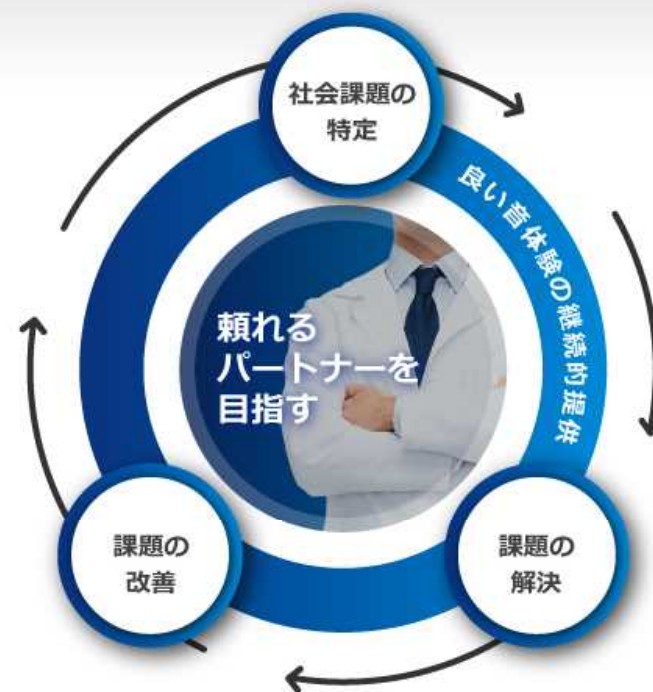 社会課題の
特定
良い音体験の継続的提供
頼れる
パートナーを
目指す
課題の
改善
課題の
解決